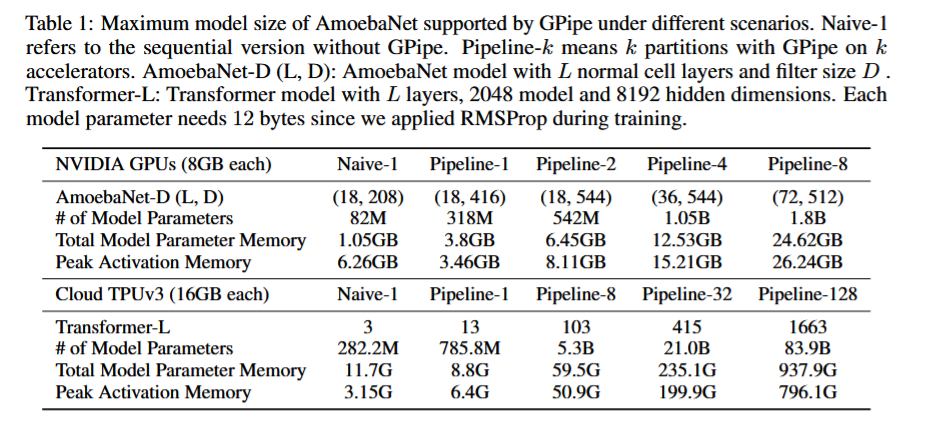 Table 1: Maximum model size of AmoebaNet supported by GPipe under different scenarios. Naive-1
refers to the sequential version without GPipe. Pipeline-k means k partitions with GPipe on k
accelerators. AmoebaNet-D (L, D): AmoebaNet model with L normal cell layers and filter size D .
Transformer-L: Transformer model with L layers, 2048 model and 8192 hidden dimensions. Each
model parameter needs 12 bytes since we applied RMSProp during training.
NVIDIA GPUs (8GB each) Naive-1 Pipeline-1 Pipeline-2 Pipeline-4 Pipeline-8
AmoebaNet-D (L, D) (18, 208) (18, 416) (18, 544) (36, 544) (72, 512)
# of Model Parameters 82M 318M 542M 1.05B 1.8B
Total Model Parameter Memory 1.05GB 3.8GB 6.45GB 12.53GB 24.62GB
Peak Activation Memory 6.26GB 3.46GB 8.11GB 15.21GB 26.24GB
Cloud TPUv3 (16GB each) Naive-1 Pipeline-1 Pipeline-8 Pipeline-32 Pipeline-128
Transformer-L 3 13 103 415 1663
# of Model Parameters 282.2M 785.8M 5.3B 21.0B 83.9B
Total Model Parameter Memory 11.7G 8.8G 59.5G 235.1G 937.9G
Peak Activation Memory 3.15G 6.4G 50.9G 199.9G 796.1G